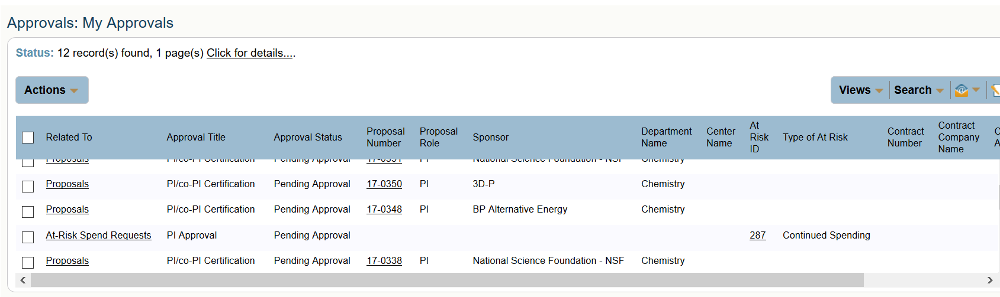 Approvals: My Approvals
Status: 12 record(s) found, 1 page(s) Click for details....
Actions
Views Search
Related To Approval Title Approval Status Proposal Number Proposal Role Sponsor Department Name Center Name At Risk ID Type of At Risk Contract Number Contract Company Name
Proposals PI/co-PI Certification Pending Approval 17-0351 PI National Science Foundation - NSF Chemistry
Proposals PI/co-PI Certification Pending Approval 17-0350 PI 3D-P Chemistry
Proposals PI/co-PI Certification Pending Approval 17-0348 PI BP Alternative Energy Chemistry
At-Risk Spend Requests PI Approval Pending Approval 287 Continued Spending
Proposals PI/co-PI Certification Pending Approval 17-0338 PI National Science Foundation - NSF Chemistry